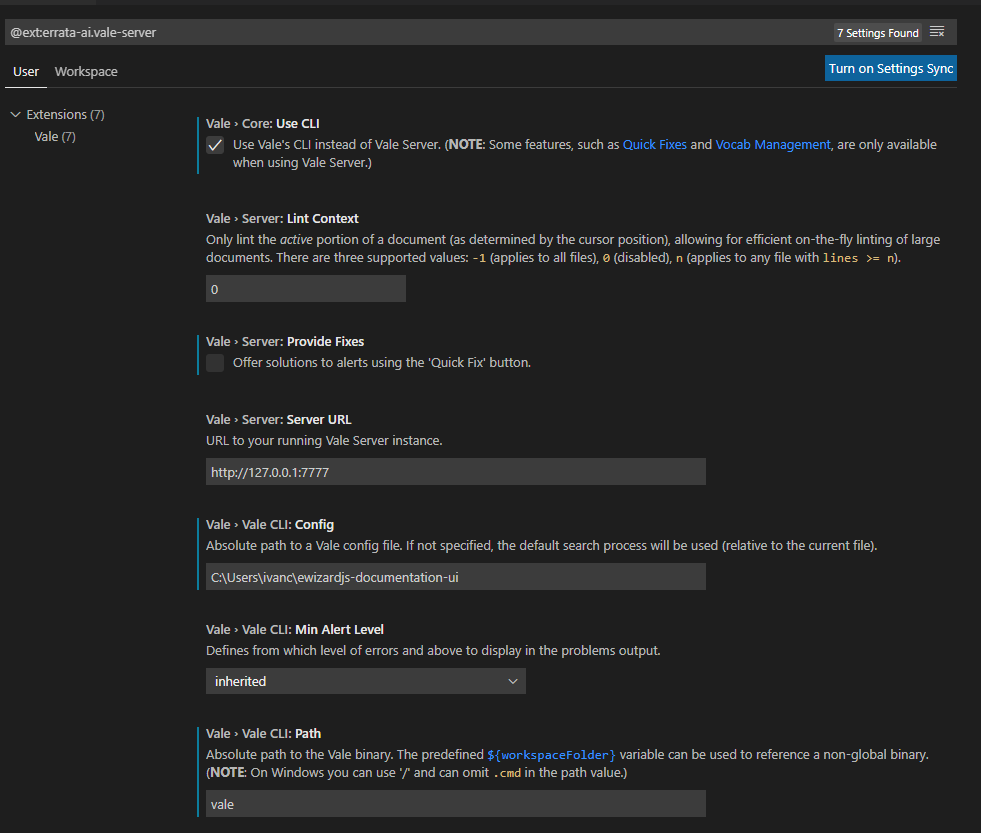 @ext:errata-ai.vale-server
7 Settings Found
User
Workspace
Turn on Settings Sync
Extensions (7)
Vale (7)
Vale › Core: Use CLI
Use Vale's CLI instead of Vale Server. (NOTE: Some features, such as Quick Fixes and Vocab Management, are only available
when using Vale Server.)
Vale › Server: Lint Context
Only lint the active portion of a document (as determined by the cursor position), allowing for efficient on-the-fly linting of large
documents. There are three supported values: -1 (applies to all files), 0 (disabled), n (applies to any file with lines >= n).
0
Vale › Server: Provide Fixes
Offer solutions to alerts using the 'Quick Fix' button.
Vale › Server: Server URL
URL to your running Vale Server instance.
http://127.0.0.1:7777
Vale › Vale CLI: Config
Absolute path to a Vale config file. If not specified, the default search process will be used (relative to the current file).
C:\Users\ivanc\ewizardjs-documentation-ui
Vale › Vale CLI: Min Alert Level
Defines from which level of errors and above to display in the problems output.
inherited
Vale › Vale CLI: Path
Absolute path to the Vale binary. The predefined ${workspaceFolder} variable can be used to reference a non-global binary.
(NOTE: On Windows you can use '/' and can omit .cmd in the path value.)
vale